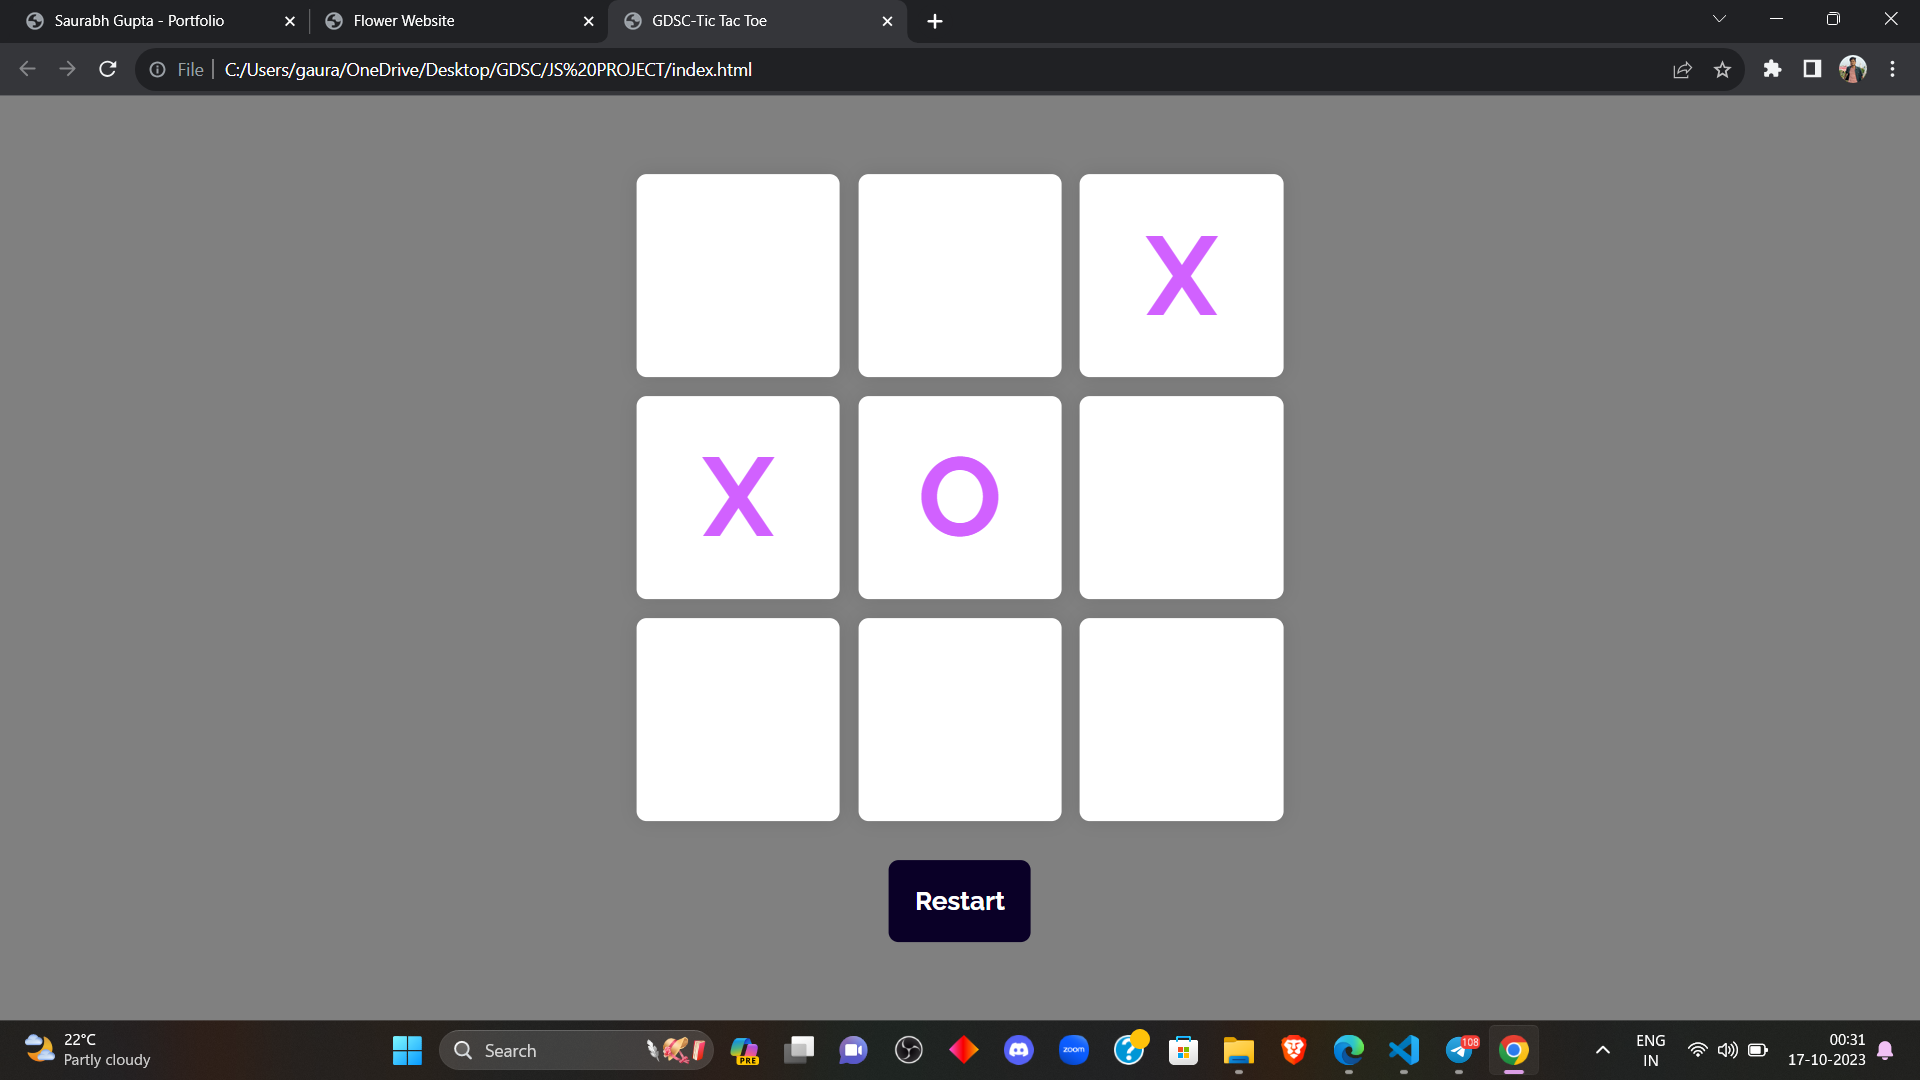 Saurabh Gupta - Portfolio
Flower Website
GDSC-Tic Tac Toe
File
C:/Users/gaura/OneDrive/Desktop/GDSC/JS%20PROJECT/index.html
X
X O
Restart
22°C
Partly cloudy
Search
PRE
zoom
108
ENG
IN
00:31
17-10-2023